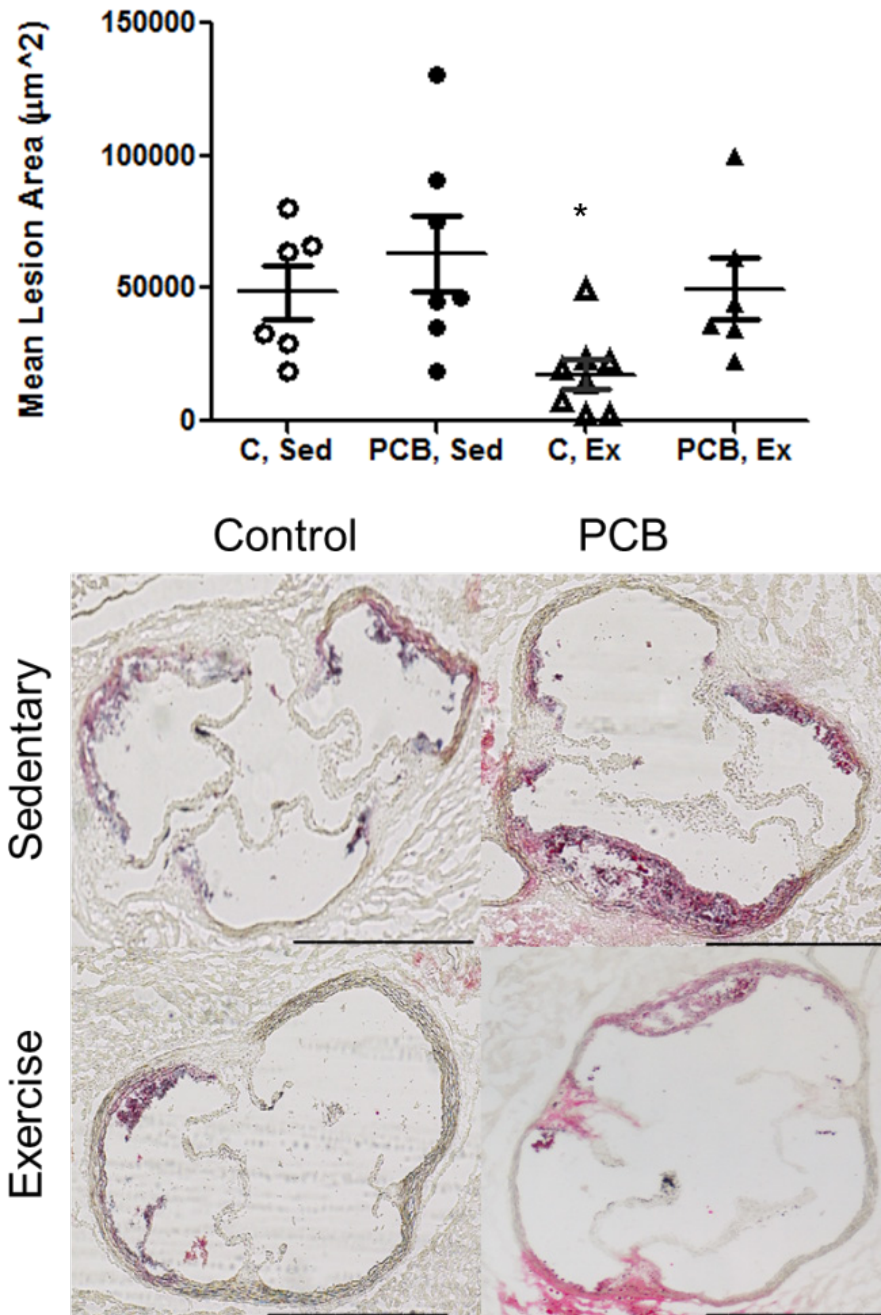 150000
100000
50000
0
Mean Lesion Area (µm^2)
*
C, Sed PCB, Sed C, Ex PCB, Ex
Control PCB
Sedentary
Exercise